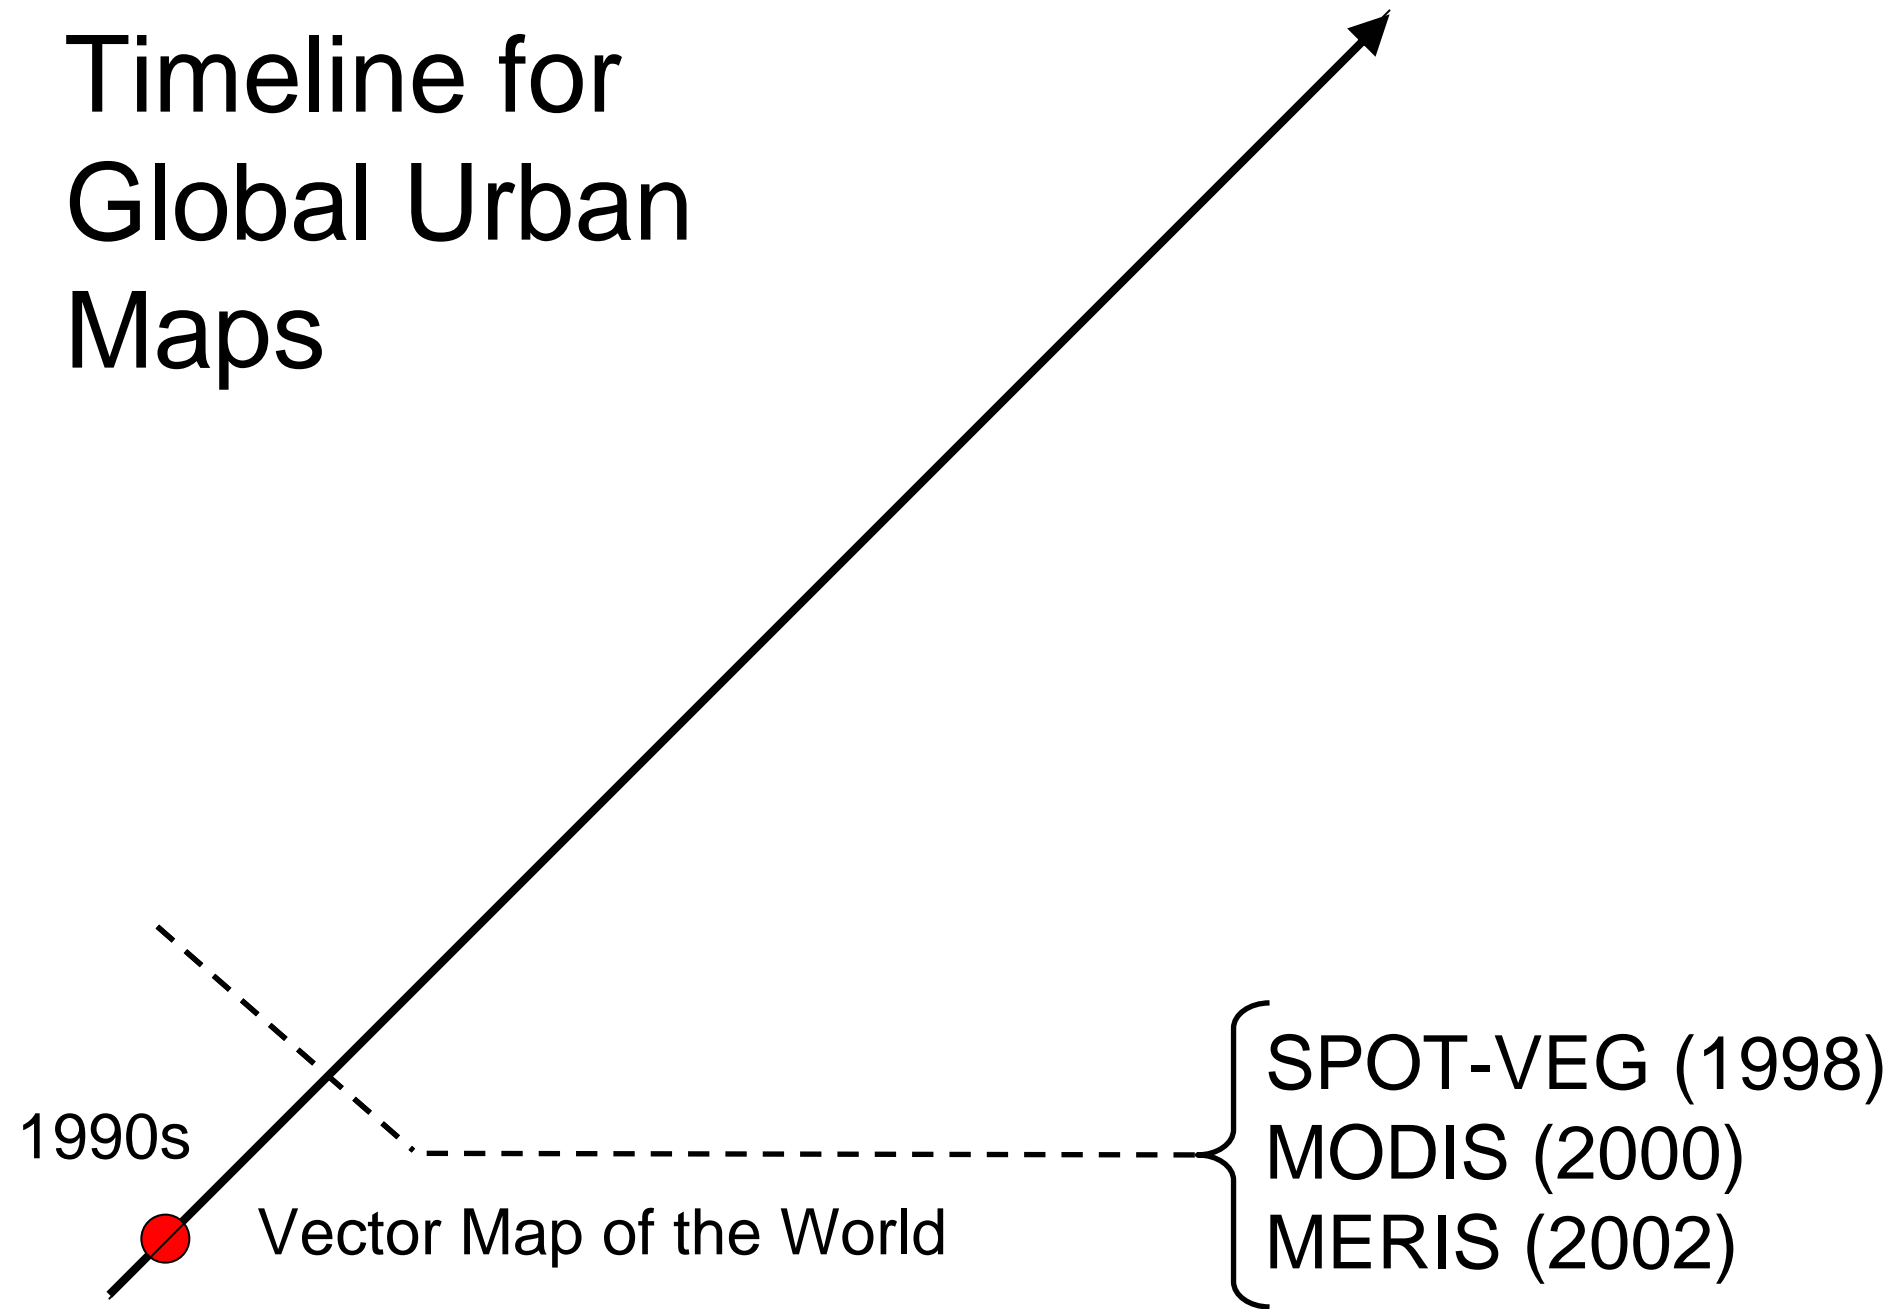 Timeline for
Global Urban
Maps
1990s
Vector Map of the World
SPOT-VEG (1998)
MODIS (2000)
MERIS (2002)